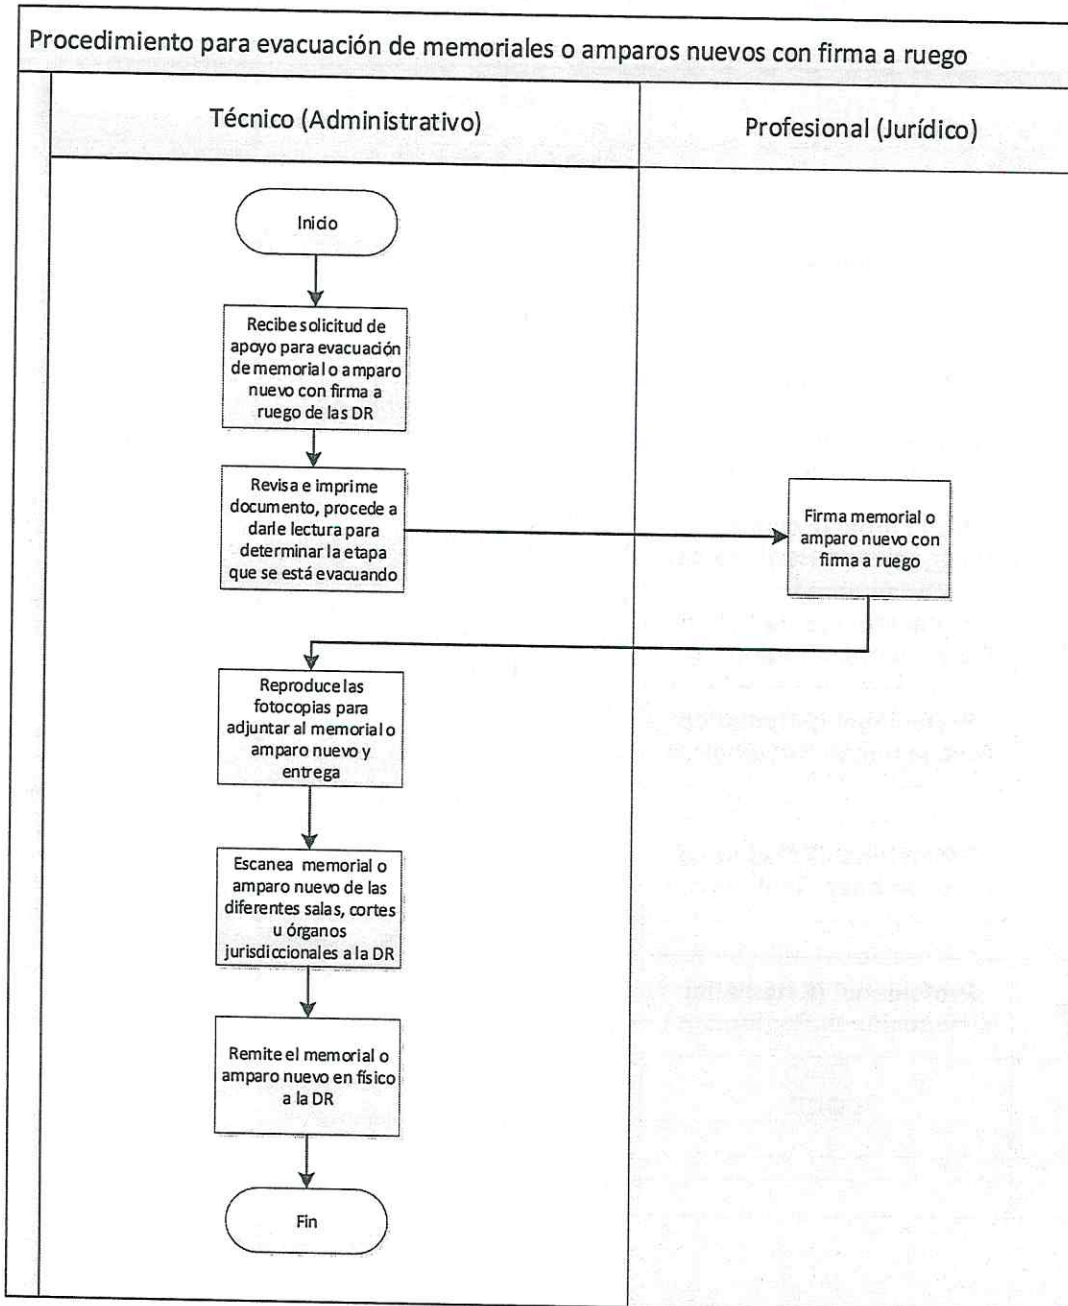 Procedimiento para evacuación de memoriales o amparos nuevos con firma a ruego
Técnico (Administrativo)
Profesional (Jurídico)
Inicio
Recibe solicitud de
apoyo para evacuación
de memorial o amparo
nuevo con firma a
ruego de las DR
Revisa e imprime
documento, procede a
darle lectura para
determinar la etapa
que se está evacuando
Firma memorial o
amparo nuevo con
firma a ruego
Reproduce las
fotocopias para
adjuntar al memorial o
amparo nuevo y
entrega
Escanea memorial o
amparo nuevo de las
diferentes salas, cortes
u órganos
jurisdiccionales a la DR
Remite el memorial o
amparo nuevo en físico
a la DR
Fin